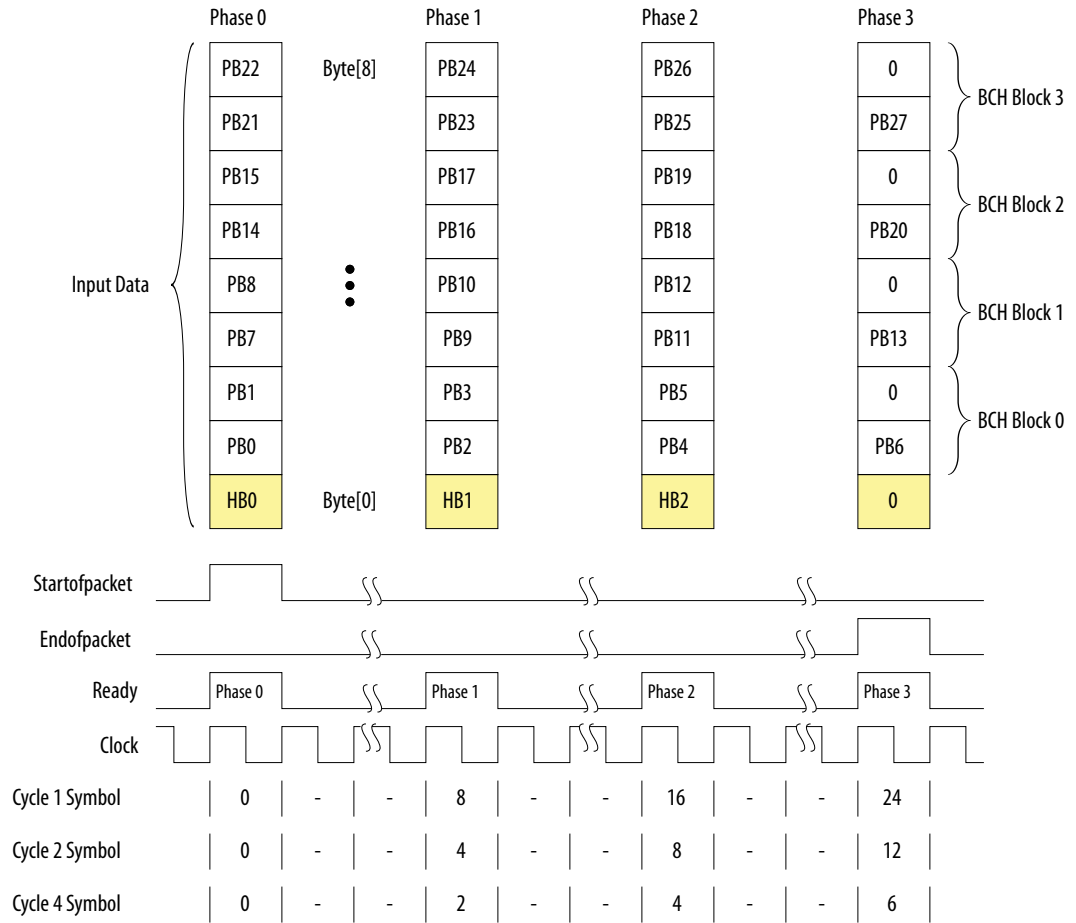 Phase 0 Phase 1 Phase 2 Phase 3
PB22 Byte[8] PB24 PB26 0
BCH Block 3
PB21 PB23 PB25 PB27
PB15 PB17 PB19 0
BCH Block 2
PB14 PB16 PB18 PB20
Input Data PB8 PB10 PB12 0
BCH Block 1
PB7 PB9 PB11 PB13
PB1 PB3 PB5 0
BCH Block 0
PB0 PB2 PB4 PB6
HB0 Byte[0] HB1 HB2 0
Startofpacket
Endofpacket
Ready Phase 0 Phase 1 Phase 2 Phase 3
Clock
Cycle 1 Symbol 0 - - 8 - - 16 - - 24
Cycle 2 Symbol 0 - - 4 - - 8 - - 12
Cycle 4 Symbol 0 - - 2 - - 4 - - 6